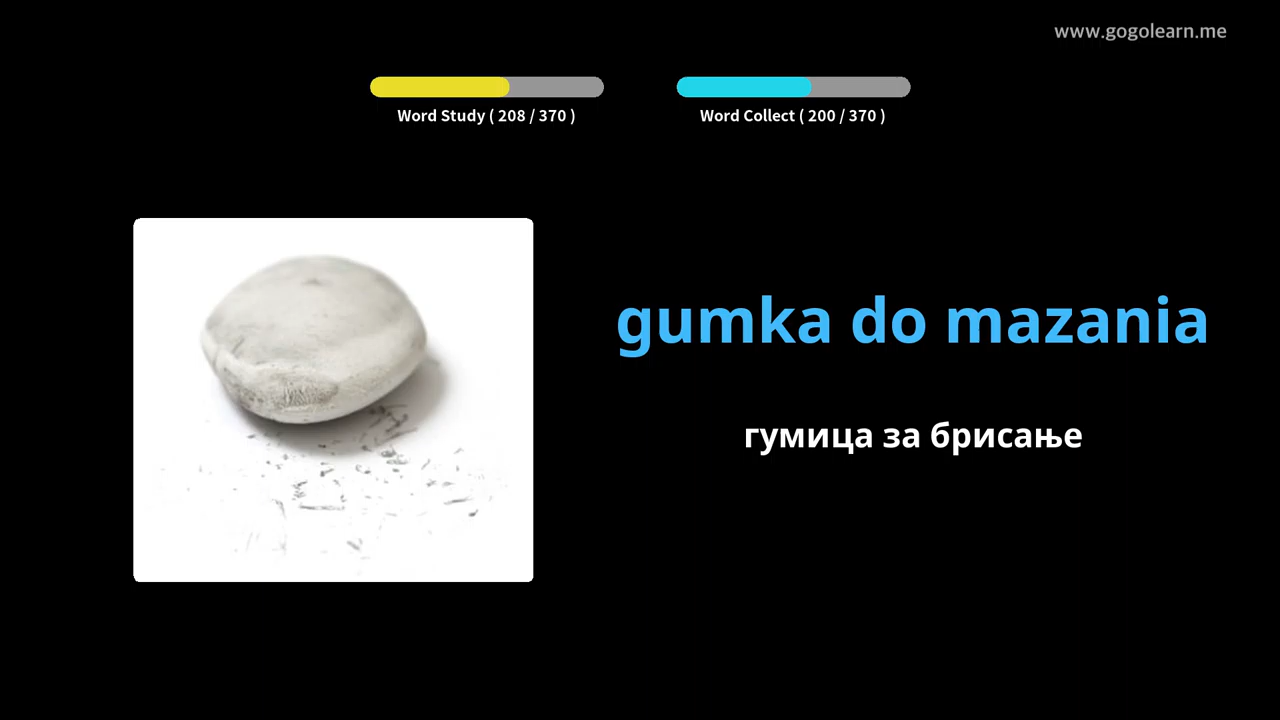 www.gogolearn.me
Word Study ( 208 / 370 )
Word Collect ( 200 / 370 )
gumka do mazania
гумица за брисање